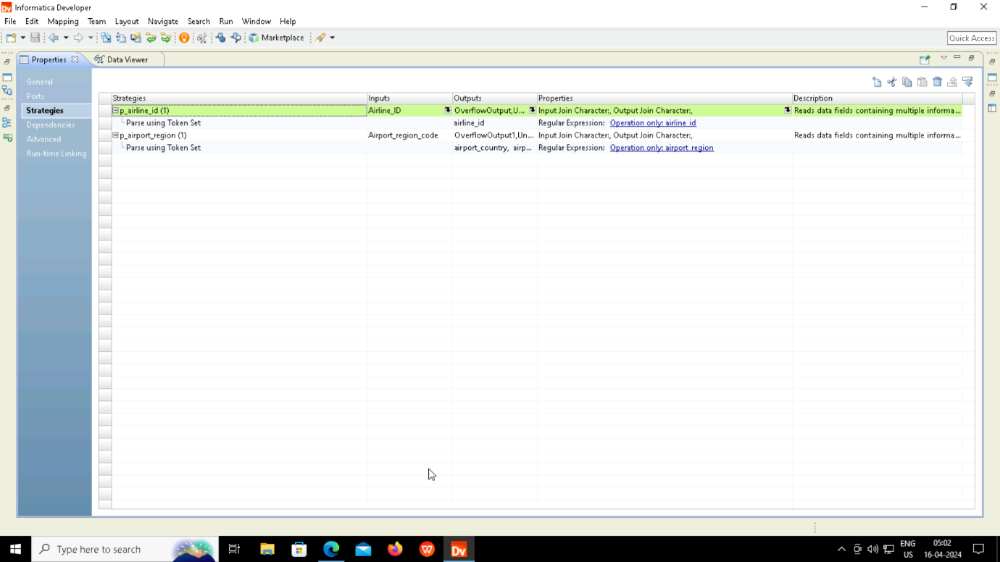 Informatica Developer
File Edit Mapping Team Layout Navigate Search Run Window Help
Marketplace Quick Access
Properties Data Viewer
General
Ports
Strategies
Dependencies
Advanced
Run-time Linking
Strategies Inputs Outputs Properties Description
p_airline_id (1) Airline_ID OverflowOutput,U... Input Join Character:, Output Join Character:, Reads data fields containing multiple informa...
Parse using Token Set airline_id Regular Expression: Operation only: airline_id
p_airport_region (1) Airport_region_code OverflowOutput1,Un... Input Join Character:, Output Join Character:, Reads data fields containing multiple informa...
Parse using Token Set airport_country, airp... Regular Expression: Operation only: airport_region
Type here to search
W
Dv
ENG
US
05:02
16-04-2024